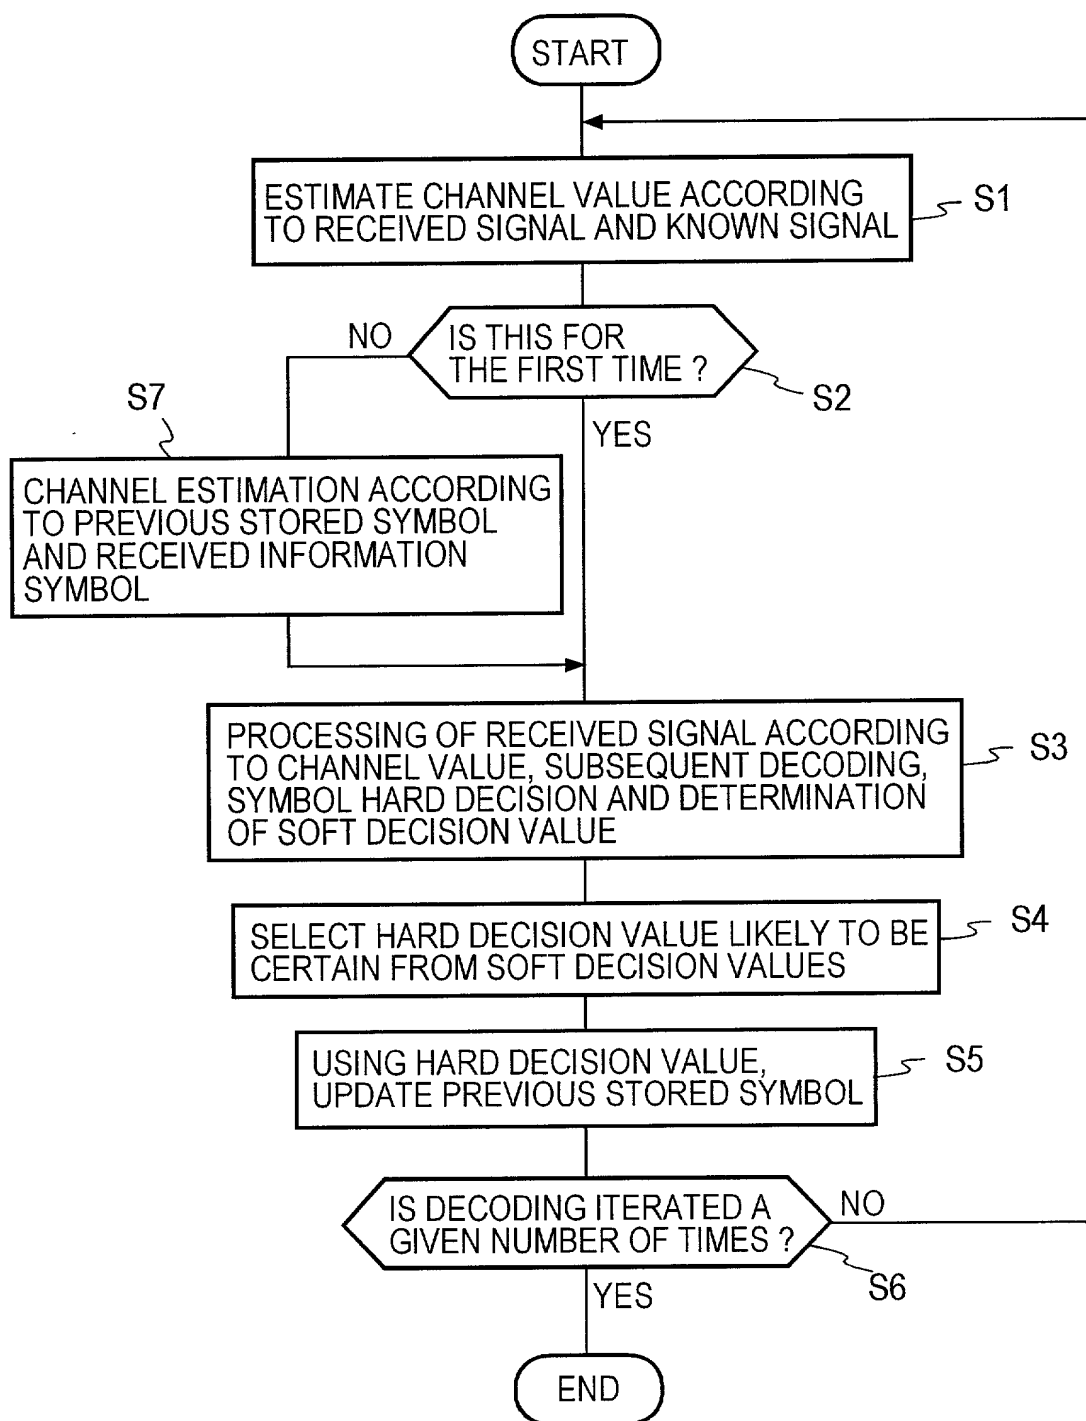 START
ESTIMATE CHANNEL VALUE ACCORDING
TO RECEIVED SIGNAL AND KNOWN SIGNAL
S1
NO
IS THIS FOR
THE FIRST TIME ?
S2
S7
YES
CHANNEL ESTIMATION ACCORDING
TO PREVIOUS STORED SYMBOL
AND RECEIVED INFORMATION
SYMBOL
PROCESSING OF RECEIVED SIGNAL ACCORDING
TO CHANNEL VALUE, SUBSEQUENT DECODING,
SYMBOL HARD DECISION AND DETERMINATION
OF SOFT DECISION VALUE
S3
SELECT HARD DECISION VALUE LIKELY TO BE
CERTAIN FROM SOFT DECISION VALUES
S4
USING HARD DECISION VALUE,
UPDATE PREVIOUS STORED SYMBOL
S5
IS DECODING ITERATED A
GIVEN NUMBER OF TIMES ?
NO
S6
YES
END